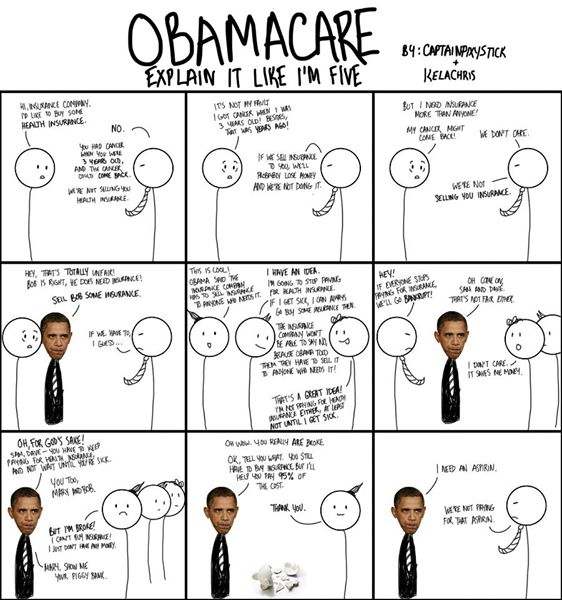 OBAMACARE
EXPLAIN IT LIKE I'M FIVE
BY: CAPTAINPIXYSTICK
+
KELACHRIS
HI, INSURANCE COMPANY.
I'D LIKE TO BUY SOME
HEALTH INSURANCE.
NO.
YOU HAD CANCER
WHEN YOU WERE
3 YEARS OLD,
AND THE CANCER
COULD COME BACK.
WE'RE NOT SELLING YOU
HEALTH INSURANCE.
IT'S NOT MY FAULT
I GOT CANCER WHEN I WAS
3 YEARS OLD! BESIDES,
THAT WAS YEARS AGO!
IF WE SELL INSURANCE
TO YOU, WE'LL
PROBABLY LOSE MONEY
AND WE'RE NOT DOING IT.
BUT I NEED INSURANCE
MORE THAN ANYONE!
MY CANCER MIGHT
COME BACK!
WE DON'T CARE.
WE'RE NOT
SELLING YOU INSURANCE.
HEY, THAT'S TOTALLY UNFAIR!
BOB IS RIGHT, HE DOES NEED INSURANCE!
SELL BOB SOME INSURANCE.
IF WE HAVE TO,
I GUESS...
THIS IS COOL!
OBAMA SAID THE
INSURANCE COMPANY
HAS TO SELL INSURANCE
TO ANYONE WHO NEEDS IT.
I HAVE AN IDEA.
I'M GOING TO STOP PAYING
FOR HEALTH INSURANCE.
IF I GET SICK, I CAN ALWAYS
GO BUY SOME INSURANCE THEN.
THE INSURANCE
COMPANY WON'T
BE ABLE TO SAY NO,
BECAUSE OBAMA TOLD
THEM THEY HAVE TO SELL IT
TO ANYONE WHO NEEDS IT!
THAT'S A GREAT IDEA!
I'M NOT PAYING FOR HEALTH
INSURANCE EITHER, AT LEAST
NOT UNTIL I GET SICK.
HEY!
IF EVERYONE STOPS
PAYING FOR INSURANCE,
WE'LL GO BANKRUPT!
OH COME ON,
SAM AND DAVE.
THAT'S NOT FAIR EITHER.
I DON'T CARE.
IT SAVES ME MONEY.
OH, FOR GOD'S SAKE!
SAM, DAVE - YOU HAVE TO KEEP
PAYING FOR HEALTH INSURANCE,
AND NOT WAIT UNTIL YOU'RE SICK.
YOU TOO,
MARY AND BOB.
BUT I'M BROKE!
I CAN'T BUY INSURANCE!
I JUST DON'T HAVE ANY MONEY.
MARY, SHOW ME
YOUR PIGGY BANK.
OH WOW. YOU REALLY ARE BROKE.
OK, TELL YOU WHAT. YOU STILL
HAVE TO BUY INSURANCE BUT I'LL
HELP YOU PAY 95% OF
THE COST.
THANK YOU.
I NEED AN ASPIRIN.
WE'RE NOT PAYING
FOR THAT ASPIRIN.